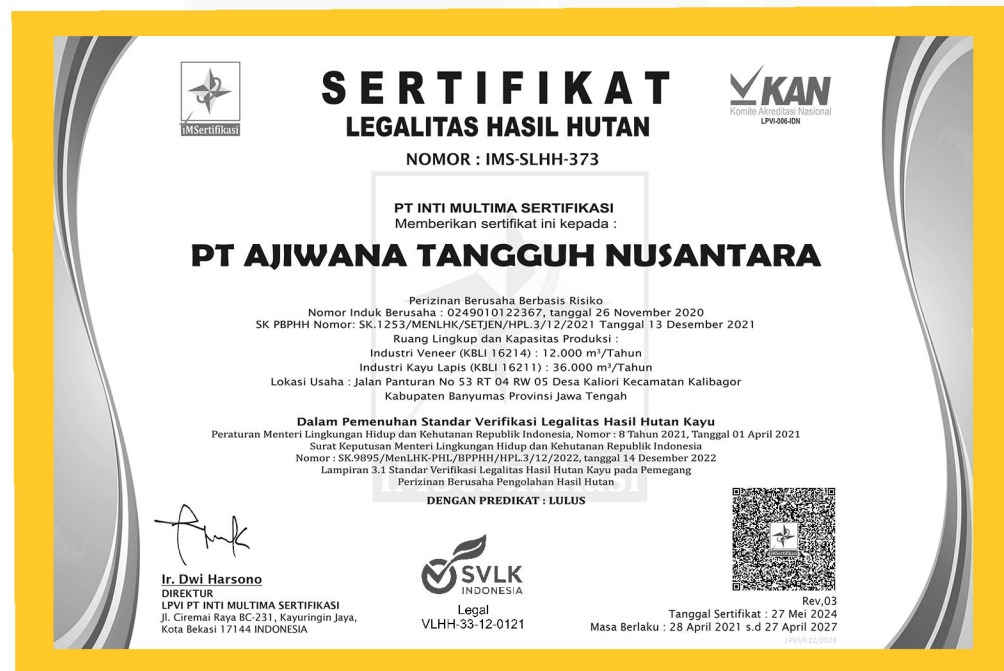 SERTIFIKAT
LEGALITAS HASIL HUTAN
NOMOR : IMS-SLHH-373
iMSertifikasi
KAN
Komite Akreditasi Nasional
LPVI-006-IDN
PT INTI MULTIMA SERTIFIKASI
Memberikan sertifikat ini kepada :
PT AJIWANA TANGGUH NUSANTARA
Perizinan Berusaha Berbasis Risiko
Nomor Induk Berusaha : 0249010122367, tanggal 26 November 2020
SK PBPHH Nomor: SK.1253/MENLHK/SETJEN/HPL.3/12/2021 Tanggal 13 Desember 2021
Ruang Lingkup dan Kapasitas Produksi :
Industri Veneer (KBLI 16214) : 12.000 m³/Tahun
Industri Kayu Lapis (KBLI 16211) : 36.000 m³/Tahun
Lokasi Usaha : Jalan Panturan No 53 RT 04 RW 05 Desa Kaliori Kecamatan Kalibagor
Kabupaten Banyumas Provinsi Jawa Tengah
Dalam Pemenuhan Standar Verifikasi Legalitas Hasil Hutan Kayu
Peraturan Menteri Lingkungan Hidup dan Kehutanan Republik Indonesia, Nomor : 8 Tahun 2021, Tanggal 01 April 2021
Surat Keputusan Menteri Lingkungan Hidup dan Kehutanan Republik Indonesia
Nomor : SK.9895/MenLHK-PHL/BPPHH/HPL.3/12/2022, tanggal 14 Desember 2022
Lampiran 3.1 Standar Verifikasi Legalitas Hasil Hutan Kayu pada Pemegang
Perizinan Berusaha Pengolahan Hasil Hutan
iMSertifikasi
DENGAN PREDIKAT : LULUS
Ir. Dwi Harsono
DIREKTUR
LPVI PT INTI MULTIMA SERTIFIKASI
Jl. Ciremai Raya BC-231, Kayuringin Jaya,
Kota Bekasi 17144 INDONESIA
SVLK
INDONESIA
Legal
VLHH-33-12-0121
iMSertifikasi
Rev,03
Tanggal Sertifikat : 27 Mei 2024
Masa Berlaku : 28 April 2021 s.d 27 April 2027
LPVI/F.11/2023